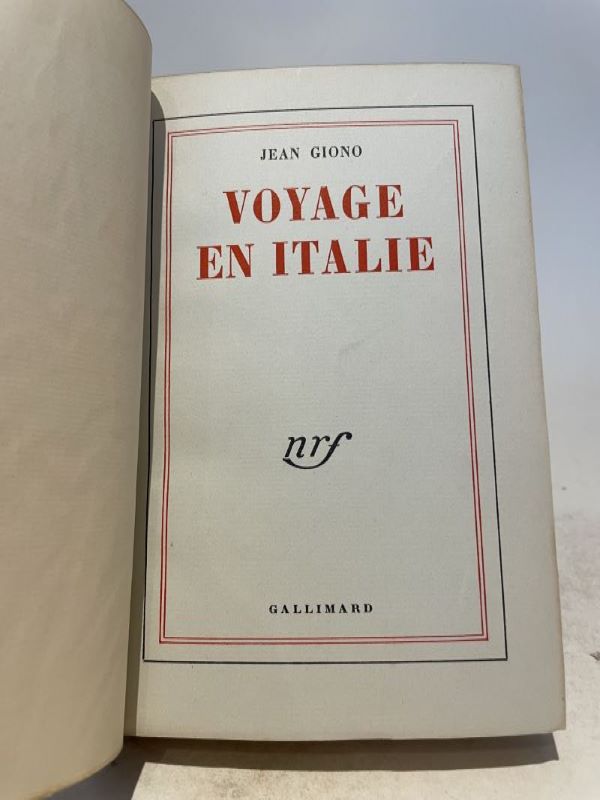 JEAN GIONO
VOYAGE
EN ITALIE
nrf
GALLIMARD